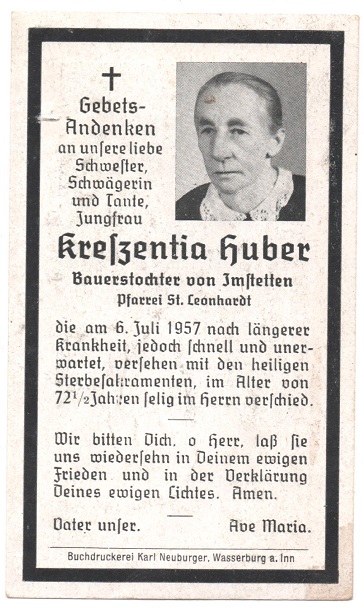 Gebets-
Andenken
an unsere liebe
Schwester,
Schwägerin
und Tante,
Jungfrau
Kreszentia Huber
Bauerstochter von Imstetten
Pfarrei St. Leonhardt
die am 6. Juli 1957 nach längerer
Krankheit, jedoch schnell und uner-
wartet, versehen mit den heiligen
Sterbesakramenten, im Alter von
72½ Jahren selig im Herrn verschied.
Wir bitten Dich, o Herr, laß sie
uns wiedersehn in Deinem ewigen
Frieden und in der Verklärung
Deines ewigen Lichtes. Amen.
Vater unser. Ave Maria.
Buchdruckerei Karl Neuburger, Wasserburg a. Inn